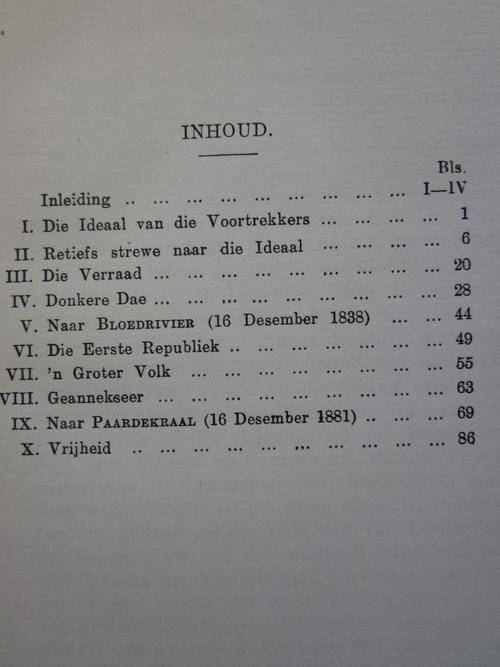 INHOUD.
Bls.
Inleiding .. ... ... ... ... ... ... ... ... I—IV
I. Die Ideaal van die Voortrekkers ... ... ... ... 1
II. Retiefs strewe naar die Ideaal ... ... ... ... 6
III. Die Verraad ... ... ... ... ... ... ... ... ... 20
IV. Donkere Dae ... ... ... ... ... ... ... ... ... 28
V. Naar BLOEDRIVIER (16 Desember 1838) ... ... 44
VI. Die Eerste Republiek .. ... ... ... ... ... ... 49
VII. 'n Groter Volk ... ... ... ... ... ... ... ... 55
VIII. Geannekseer ... ... ... ... ... ... ... ... ... 63
IX. Naar PAARDEKRAAL (16 Desember 1881) .. ... ... 69
X. Vrijheid .. ... ... ... ... ... ... ... ... ... 86